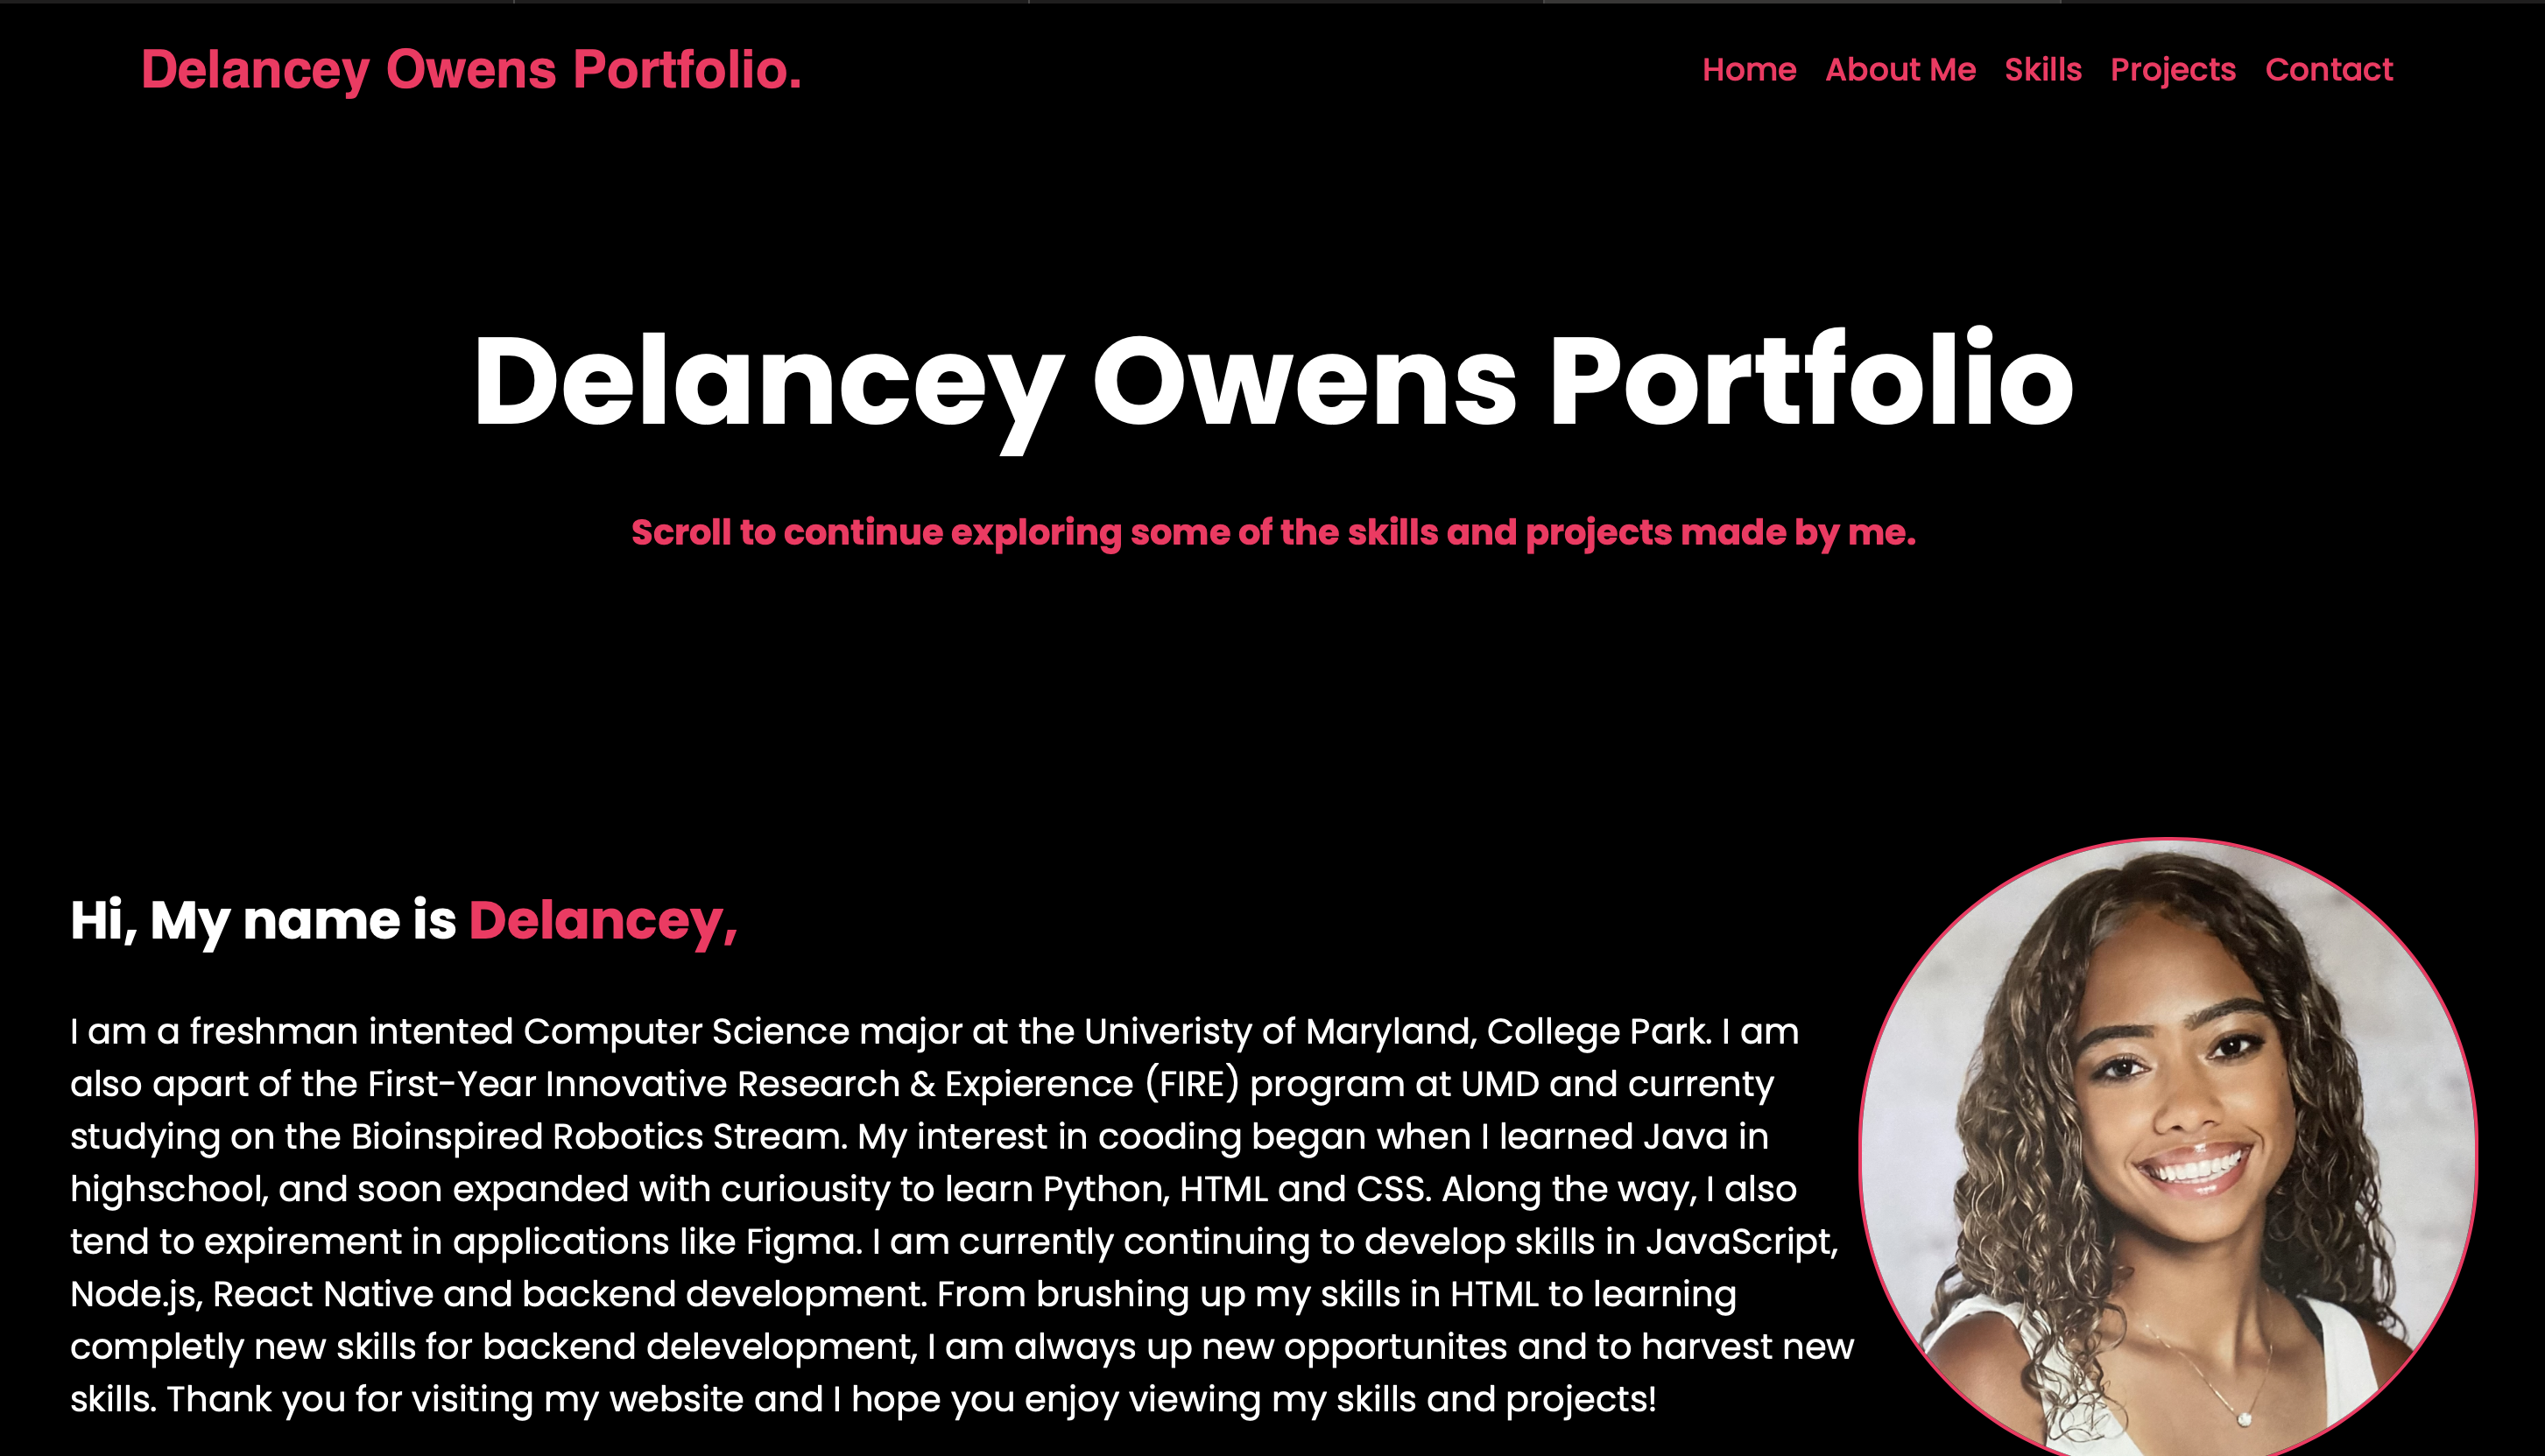 Delancey Owens Portfolio.
Home About Me Skills Projects Contact
Delancey Owens Portfolio
Scroll to continue exploring some of the skills and projects made by me.
Hi, My name is Delancey,
I am a freshman intented Computer Science major at the Univeristy of Maryland, College Park. I am
also apart of the First-Year Innovative Research & Expierence (FIRE) program at UMD and currenty
studying on the Bioinspired Robotics Stream. My interest in cooding began when I learned Java in
highschool, and soon expanded with curiousity to learn Python, HTML and CSS. Along the way, I also
tend to expirement in applications like Figma. I am currently continuing to develop skills in JavaScript,
Node.js, React Native and backend development. From brushing up my skills in HTML to learning
completly new skills for backend delevelopment, I am always up new opportunites and to harvest new
skills. Thank you for visiting my website and I hope you enjoy viewing my skills and projects!